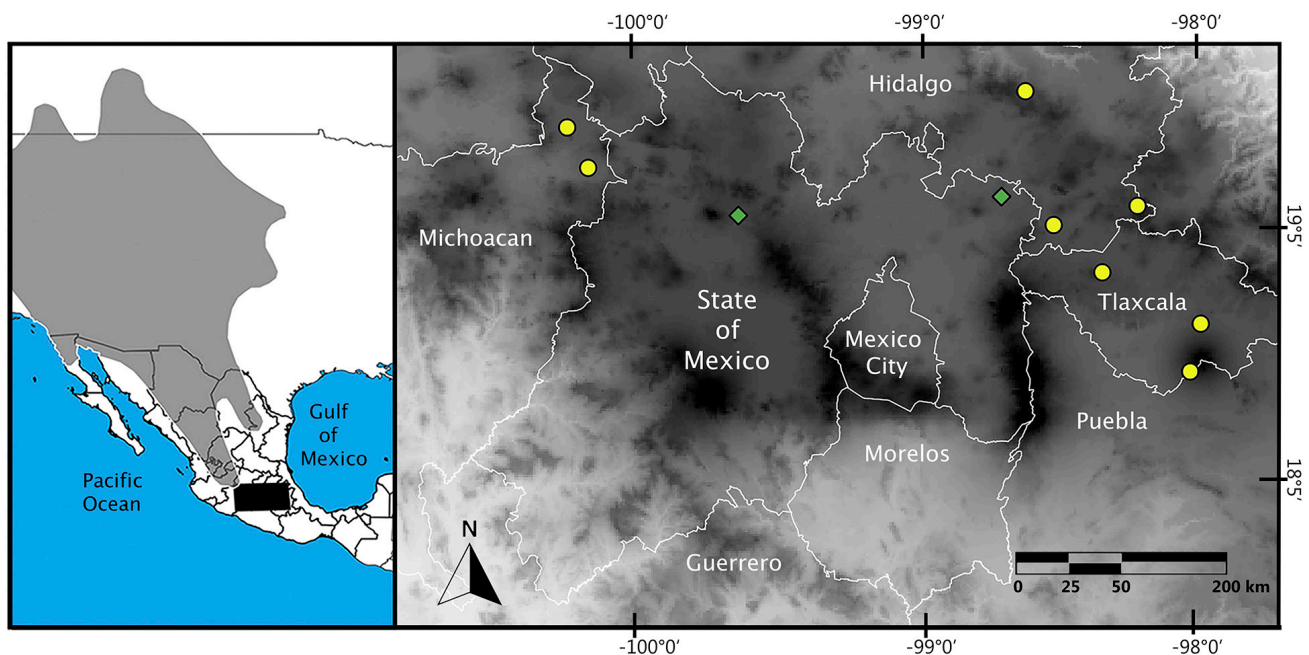 -100°0′
-99°0′
-98°0′
Hidalgo
Michoacan
19°5′
State
of
Mexico
Tlaxcala
Mexico
City
Gulf
of
Mexico
Puebla
Morelos
Pacific
Ocean
18°5′
N
Guerrero
0
25
50
200 km
-100°0′
-99°0′
-98°0′